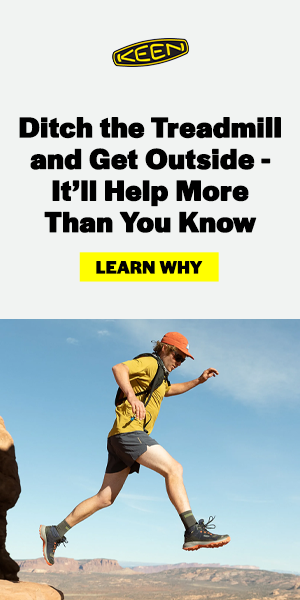 KEEN
Ditch the Treadmill
and Get Outside -
It'll Help More
Than You Know
LEARN WHY